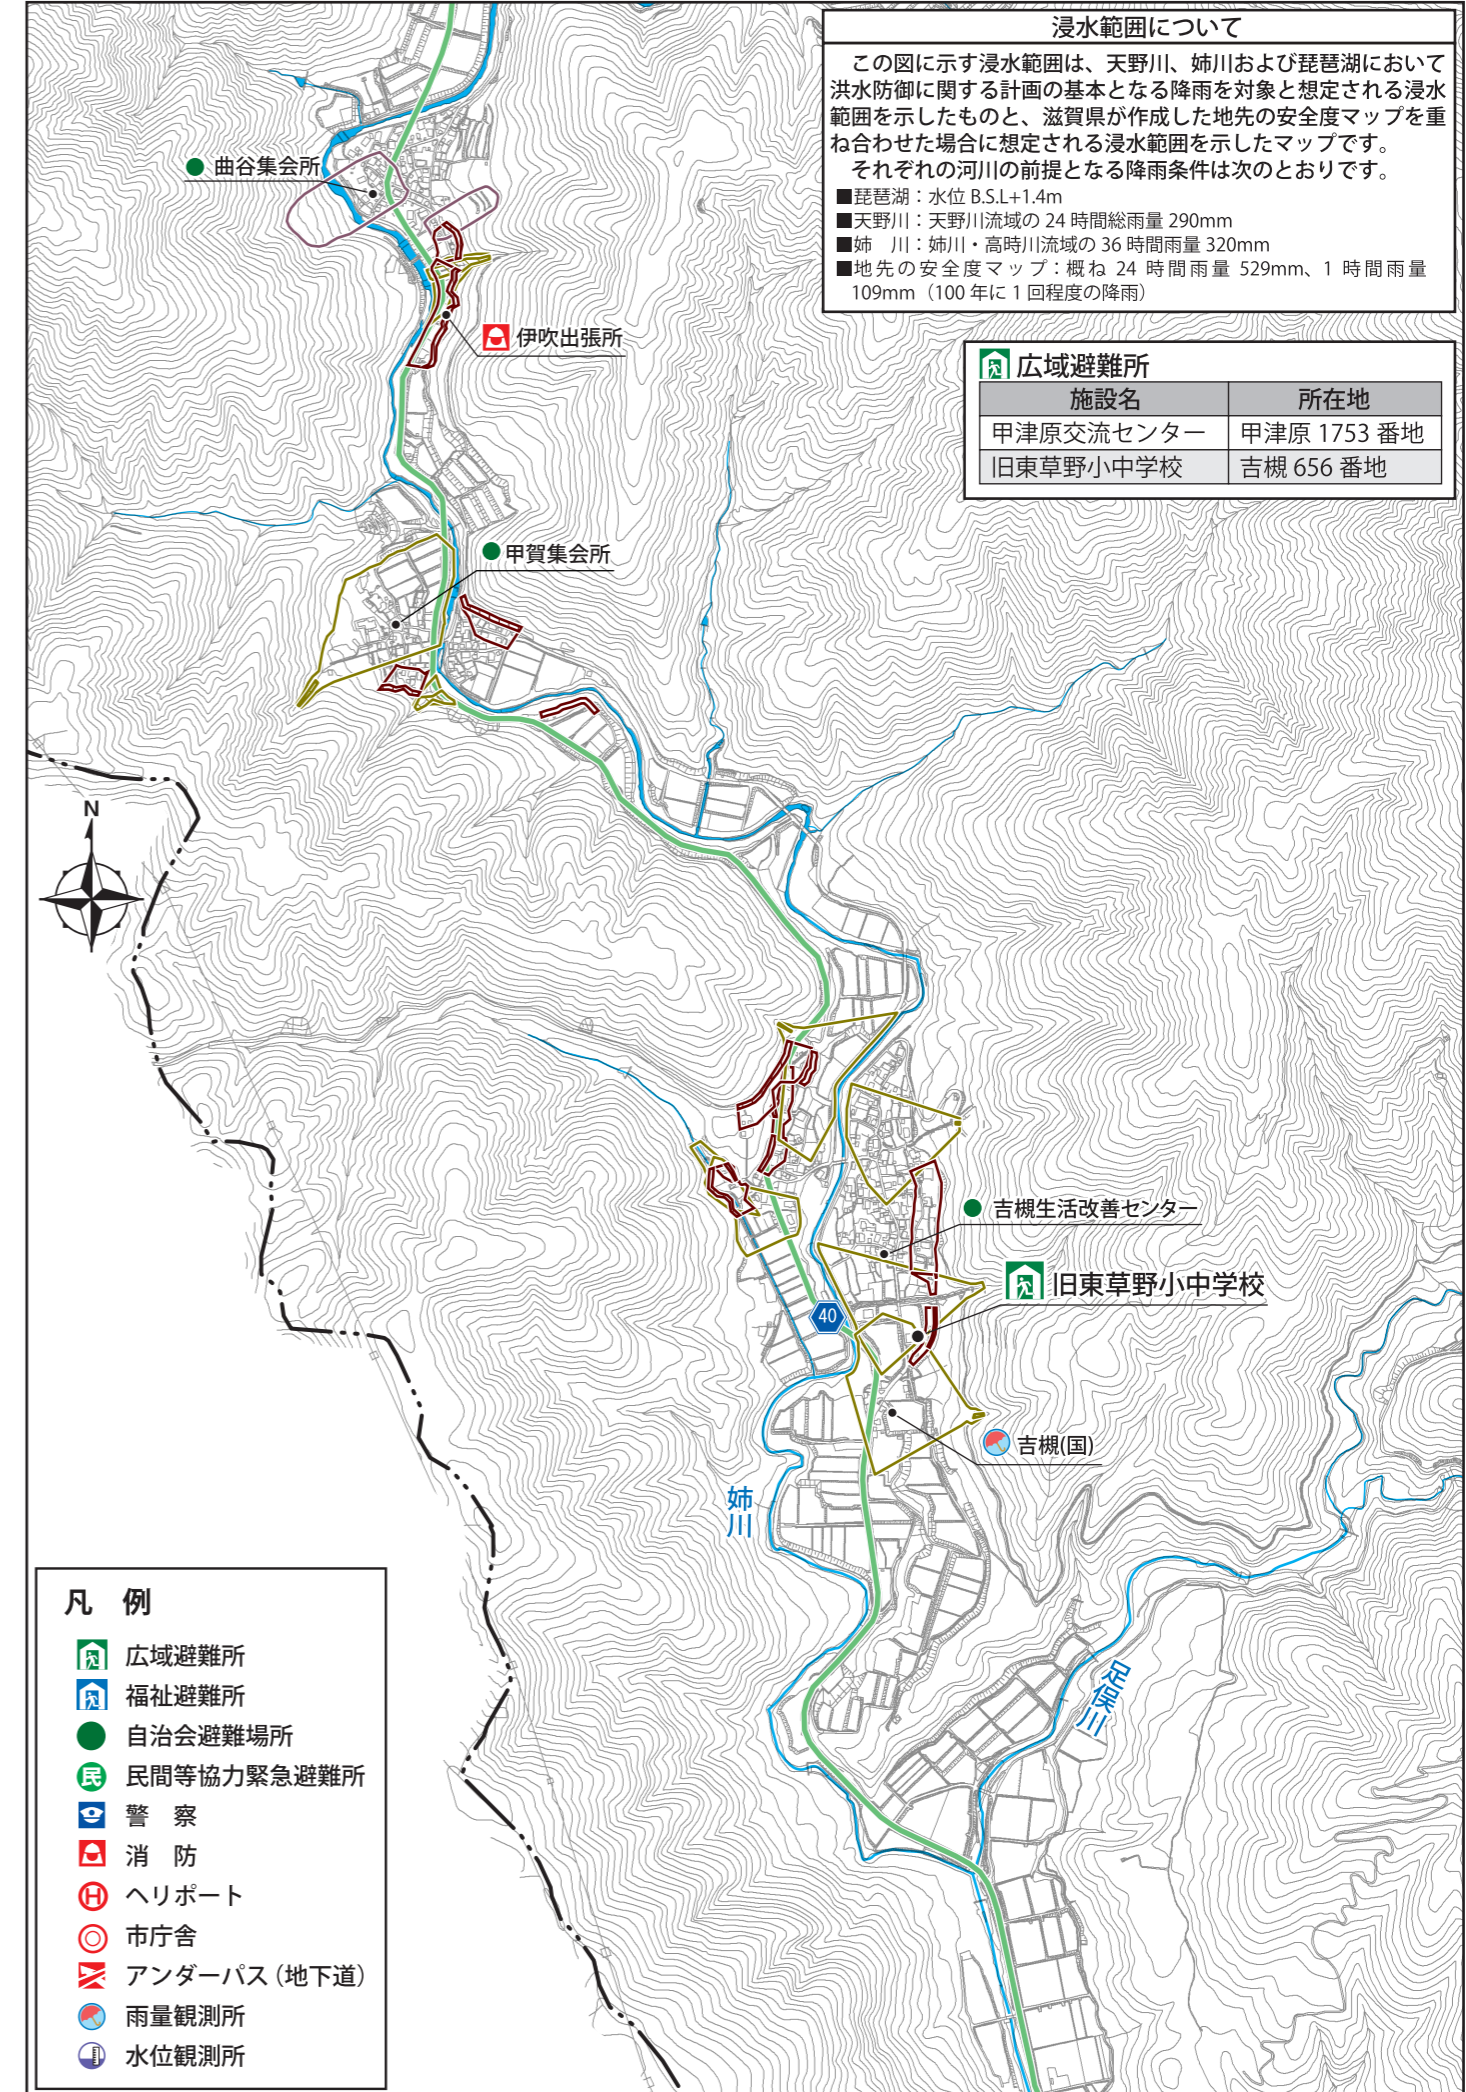 浸水範囲について
この図に示す浸水範囲は、天野川、姉川および琵琶湖において
洪水防御に関する計画の基本となる降雨を対象と想定される浸水
範囲を示したものと、滋賀県が作成した地先の安全度マップを重
ね合わせた場合に想定される浸水範囲を示したマップです。
それぞれの河川の前提となる降雨条件は次のとおりです。
■琵琶湖：水位 B.S.L+1.4m
■天野川：天野川流域の 24 時間総雨量 290mm
■姉　川：姉川・高時川流域の 36 時間雨量 320mm
■地先の安全度マップ：概ね 24 時間雨量 529mm、1 時間雨量
109mm（100 年に 1 回程度の降雨）
曲谷集会所
伊吹出張所
広域避難所
施設名 所在地
甲津原交流センター 甲津原 1753 番地
旧東草野小中学校 吉槻 656 番地
甲賀集会所
N
吉槻生活改善センター
旧東草野小中学校
40
吉槻(国)
姉川
足俣川
凡　例
広域避難所
福祉避難所
自治会避難場所
民 民間等協力緊急避難所
警　察
消　防
H ヘリポート
市庁舎
アンダーパス（地下道）
雨量観測所
水位観測所